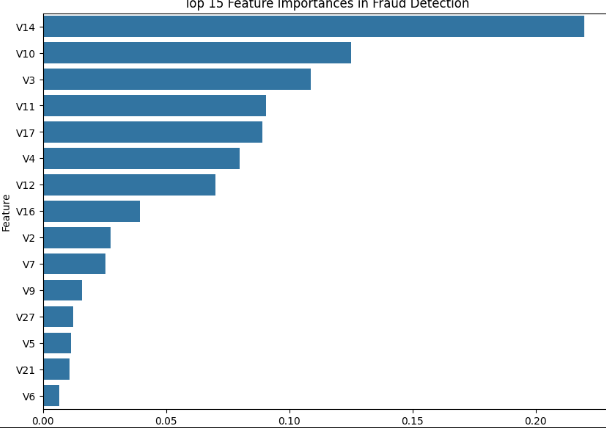 Top 15 Feature Importances in Fraud Detection
V14
V10
V3
V11
V17
V4
V12
V16
V2
V7
V9
V27
V5
V21
V6
Feature
0.00 0.05 0.10 0.15 0.20